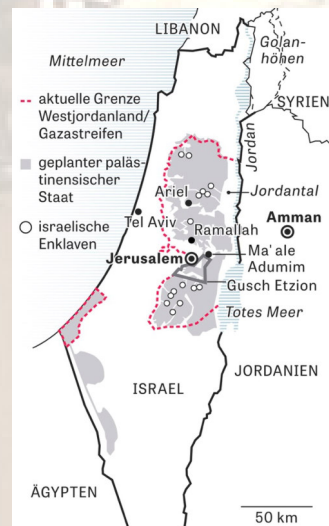 LIBANON
Mittelmeer
Golan-
höhen
SYRIEN
aktuelle Grenze
Westjordanland/
Gazastreifen
Jordan
geplanter paläs-
tinensischer
Staat
Ariel
Jordantal
israelische
Enklaven
Tel Aviv
Ramallah
Amman
Jerusalem
Ma'ale
Adumim
Gusch Etzion
Totes Meer
ISRAEL
JORDANIEN
ÄGYPTEN
50 km